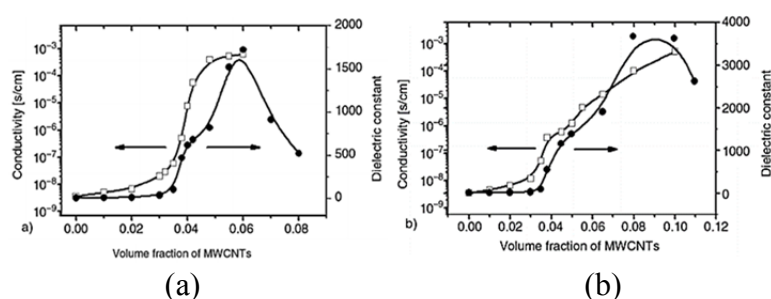 Conductivity [s/cm]
10⁻³
10⁻⁴
10⁻⁵
10⁻⁶
10⁻⁷
10⁻⁸
10⁻⁹
2000
1500
1000
500
0
Dielectric constant
0.00 0.02 0.04 0.06 0.08
a)
Volume fraction of MWCNTs
(a)
Conductivity [s/cm]
10⁻³
10⁻⁴
10⁻⁵
10⁻⁶
10⁻⁷
10⁻⁸
10⁻⁹
4000
3000
2000
1000
0
Dielectric constant
0.00 0.02 0.04 0.06 0.08 0.10 0.12
b)
Volume fraction of MWCNTs
(b)